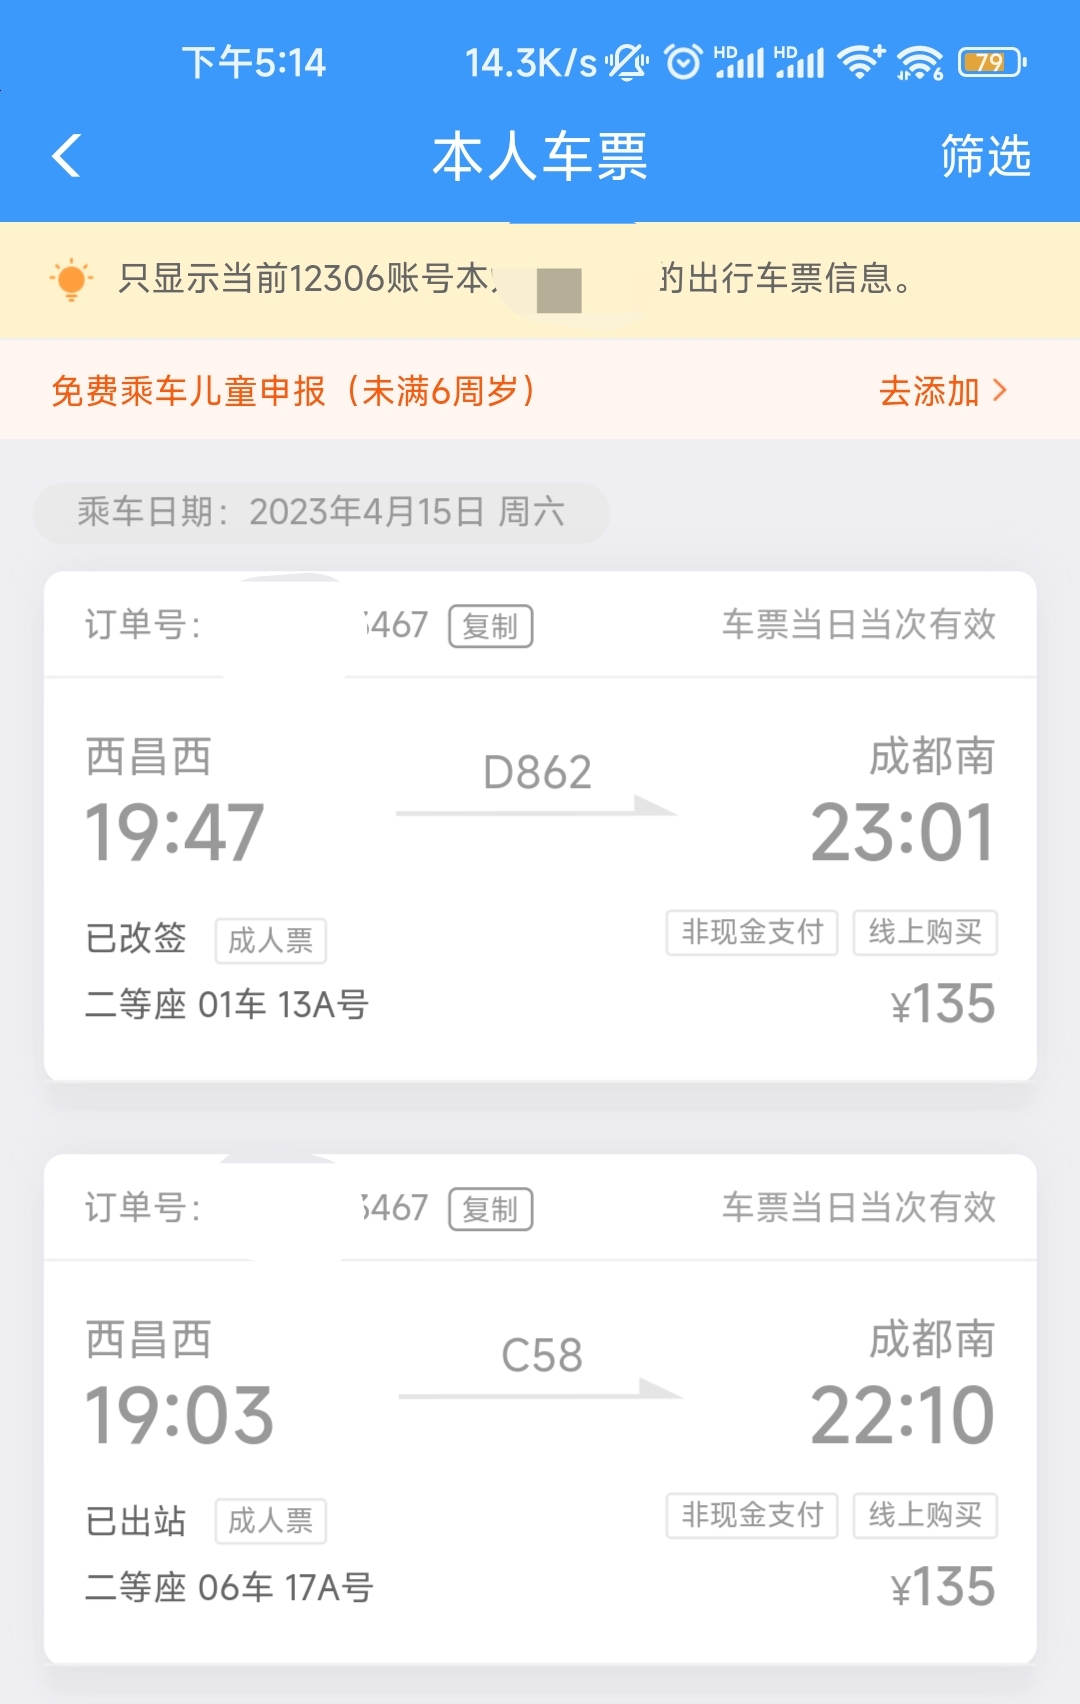 下午5:14 14.3K/s HD HD 6 79
本人车票 筛选
只显示当前12306账号本 的出行车票信息。
免费乘车儿童申报（未满6周岁） 去添加
乘车日期：2023年4月15日 周六
订单号： 467 复制 车票当日当次有效
西昌西 D862 成都南
19:47 23:01
已改签 成人票 非现金支付 线上购买
二等座 01车 13A号 ¥135
订单号： 467 复制 车票当日当次有效
西昌西 C58 成都南
19:03 22:10
已出站 成人票 非现金支付 线上购买
二等座 06车 17A号 ¥135